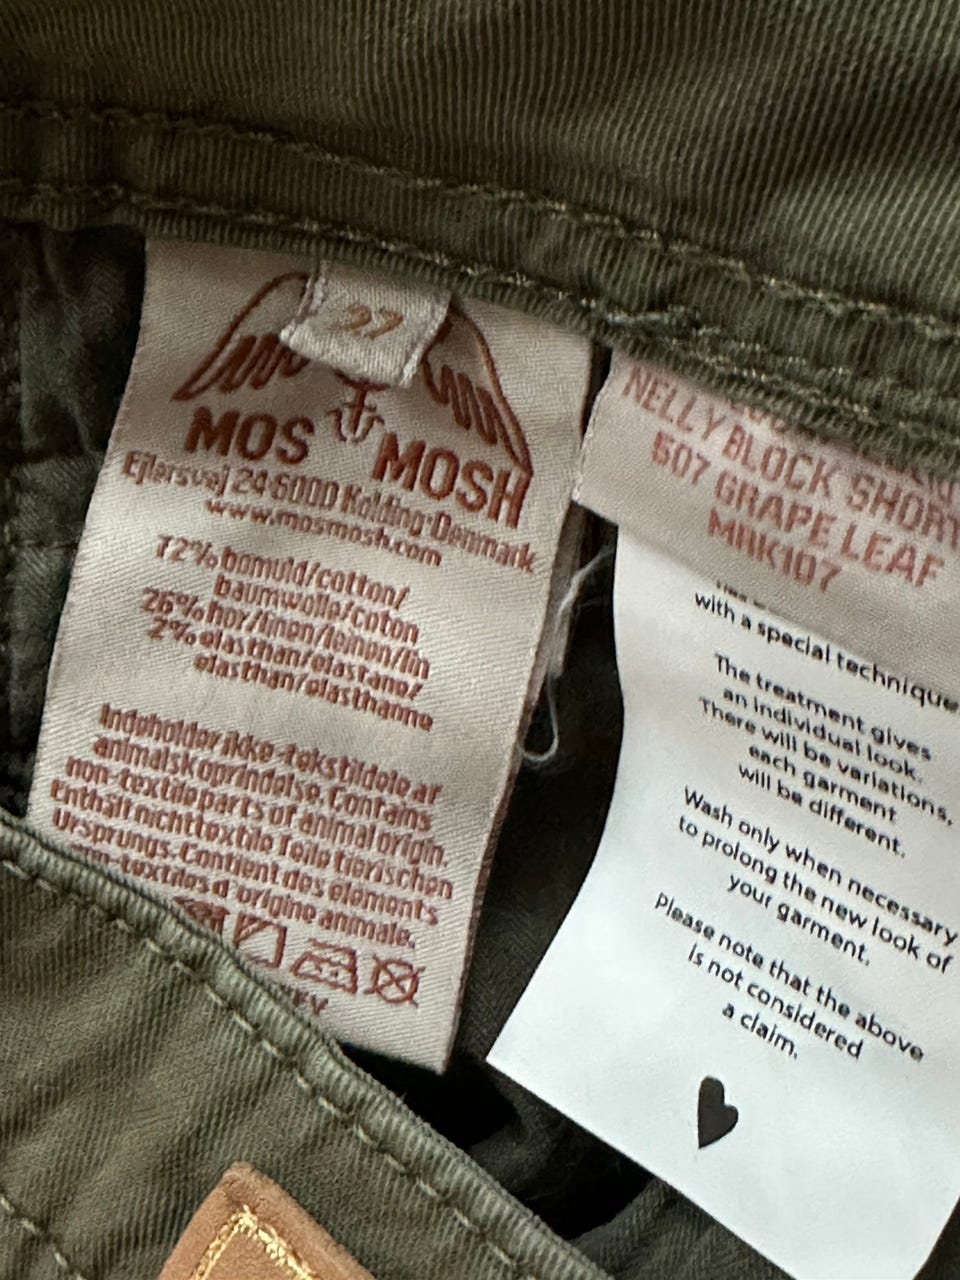 27
MOS MOSH
Ejlersvej 24·6000 Kolding·Denmark
www.mosmosh.com
72% bomuld/cotton/
baumwolle/coton
26% hør/linen/leinen/lin
2% elasthan/elastane/
elasthan/elasthanne
Indeholder ikke-tekstildele af
animalsk oprindelse. Contains
non-textile parts of animal origin.
Enthält nicht textile Teile tierischen
Ursprungs. Contient des elements
non-textiles d'origine animale.
NELLY BLOCK SHORT
607 GRAPE LEAF
MRK107
with a special technique.
The treatment gives
an individual look.
There will be variations,
each garment
will be different.
Wash only when necessary
to prolong the new look of
your garment.
Please note that the above
is not considered
a claim.